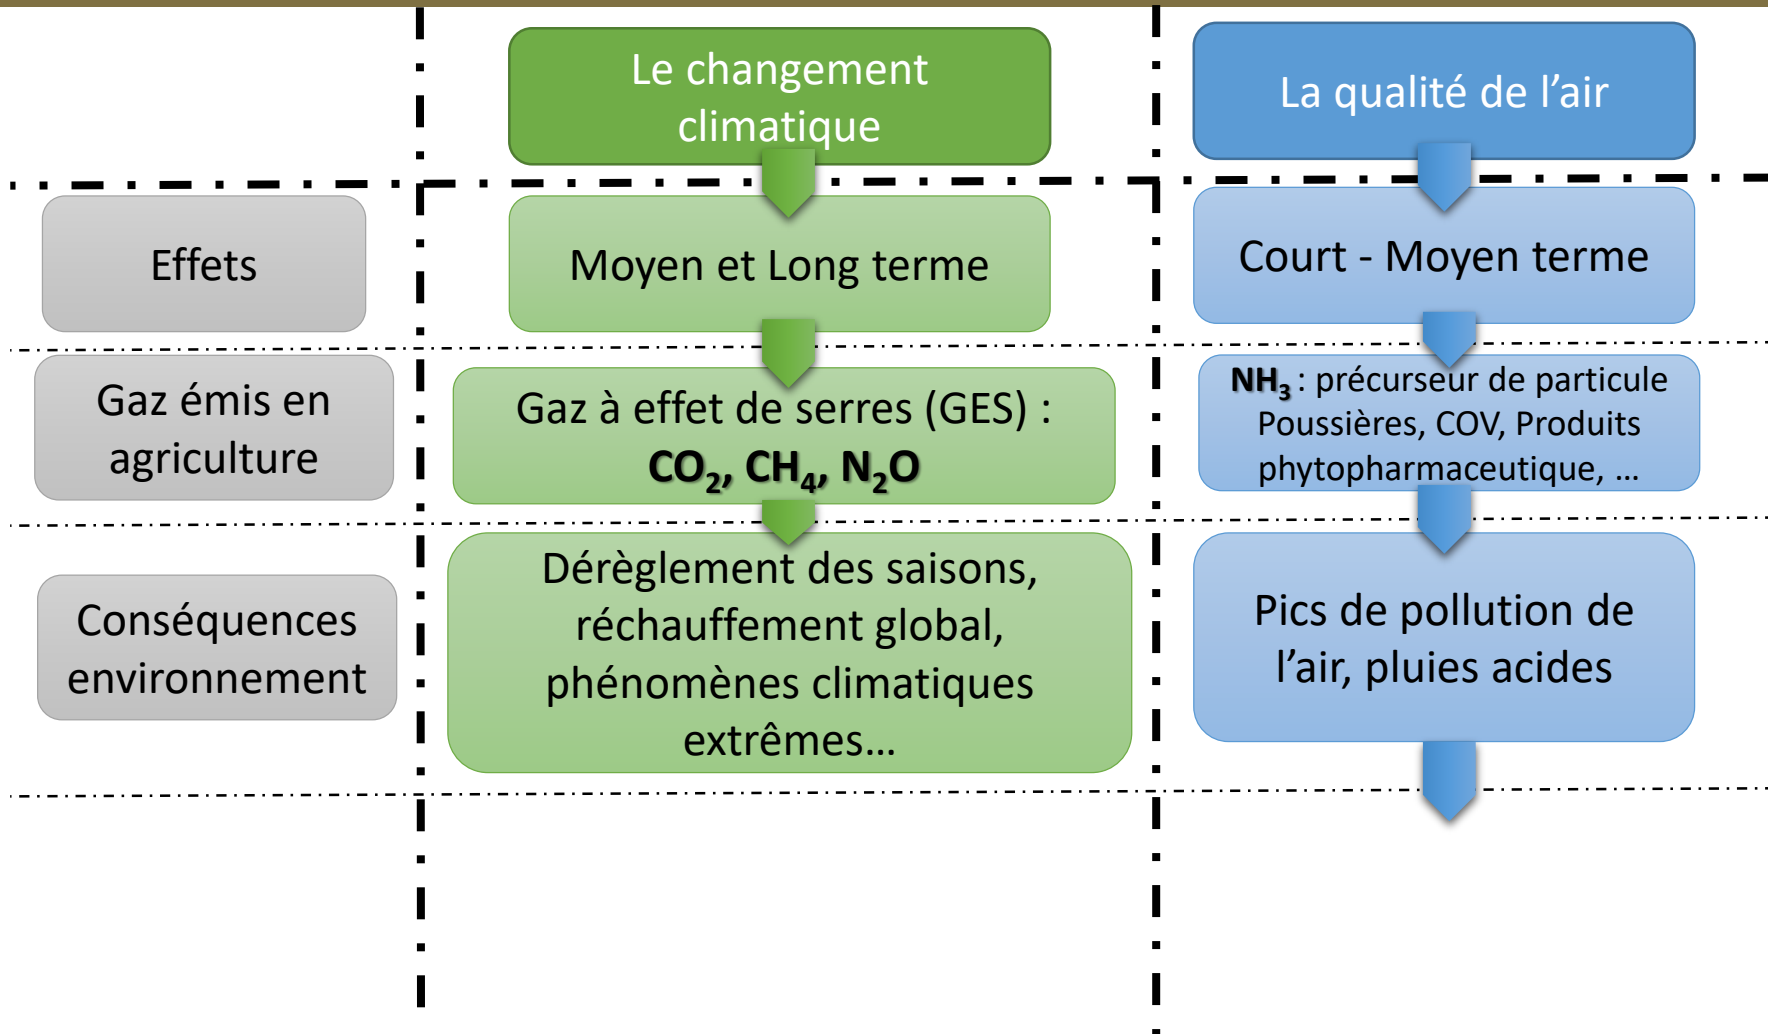 Le changement
climatique
La qualité de l’air
Effets
Moyen et Long terme
Court - Moyen terme
Gaz émis en
agriculture
Gaz à effet de serres (GES) :
CO₂, CH₄, N₂O
NH₃ : précurseur de particule
Poussières, COV, Produits
phytopharmaceutique, ...
Conséquences
environnement
Dérèglement des saisons,
réchauffement global,
phénomènes climatiques
extrêmes...
Pics de pollution de
l’air, pluies acides